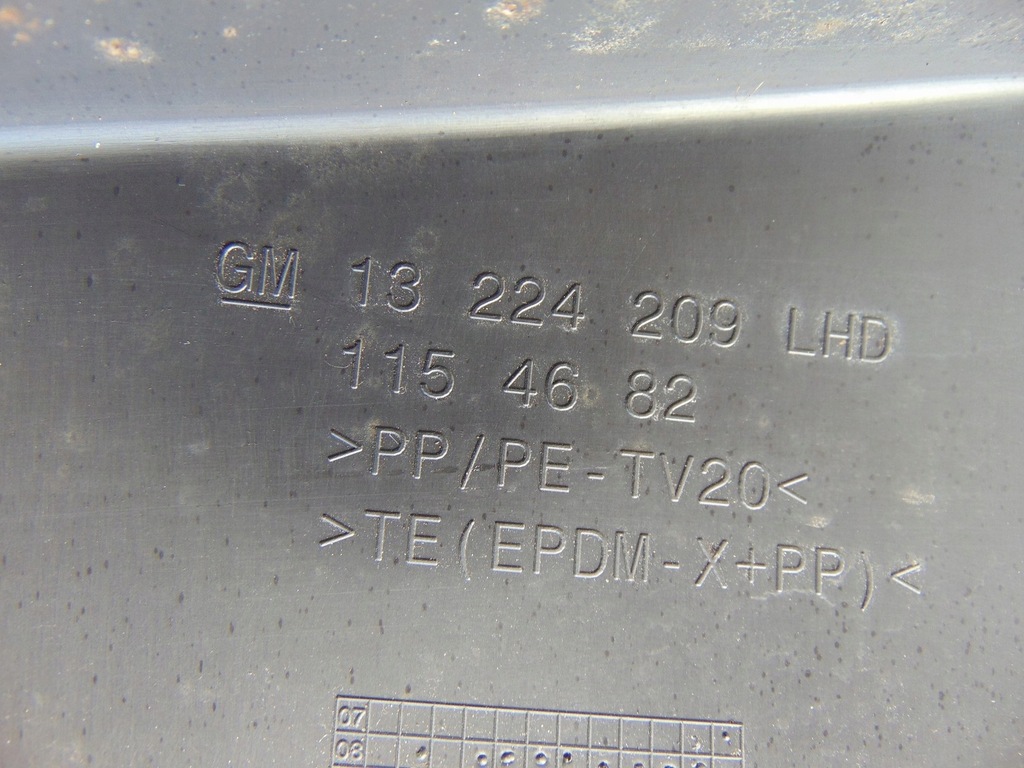 GM 13 224 209 LHD
115 46 82
>PP/PE-TV20<
>TE(EPDM-X+PP)<
07
08